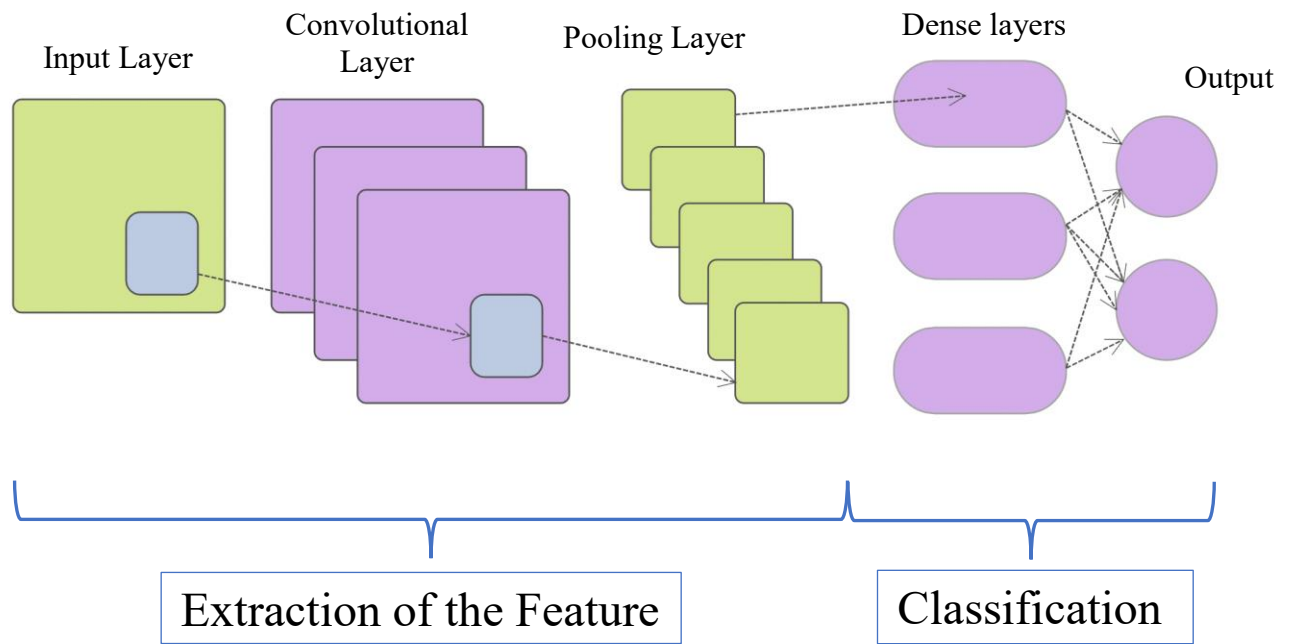 Input Layer
Convolutional
Layer
Pooling Layer
Dense layers
Output
Extraction of the Feature
Classification